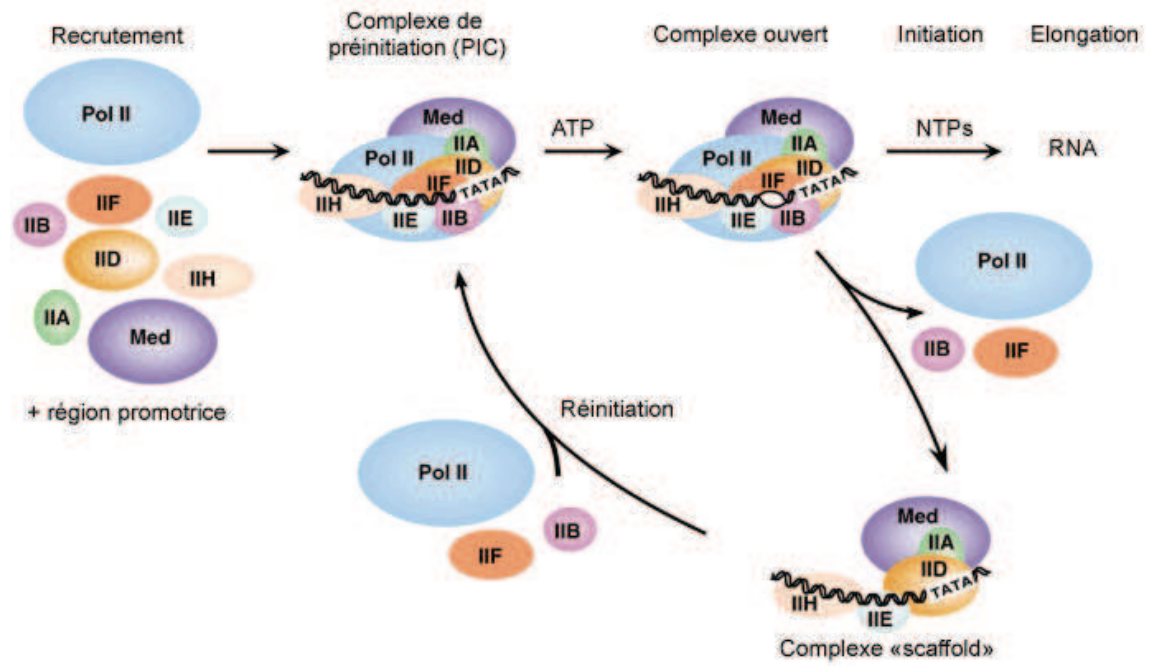 Recrutement
Pol II
IIF
IIB
IIE
IID
IIH
IIA
Med
+ région promotrice
Complexe de
préinitiation (PIC)
Med
IIA
Pol II
IID
IIF
TATA
IIH
IIE
IIB
ATP
Complexe ouvert
Med
IIA
Pol II
IID
IIF
TATA
IIH
IIE
IIB
Initiation
Elongation
NTPs
RNA
Pol II
IIB
IIF
Réinitiation
Pol II
IIB
IIF
Med
IIA
IID
TATA
IIH
IIE
Complexe «scaffold»